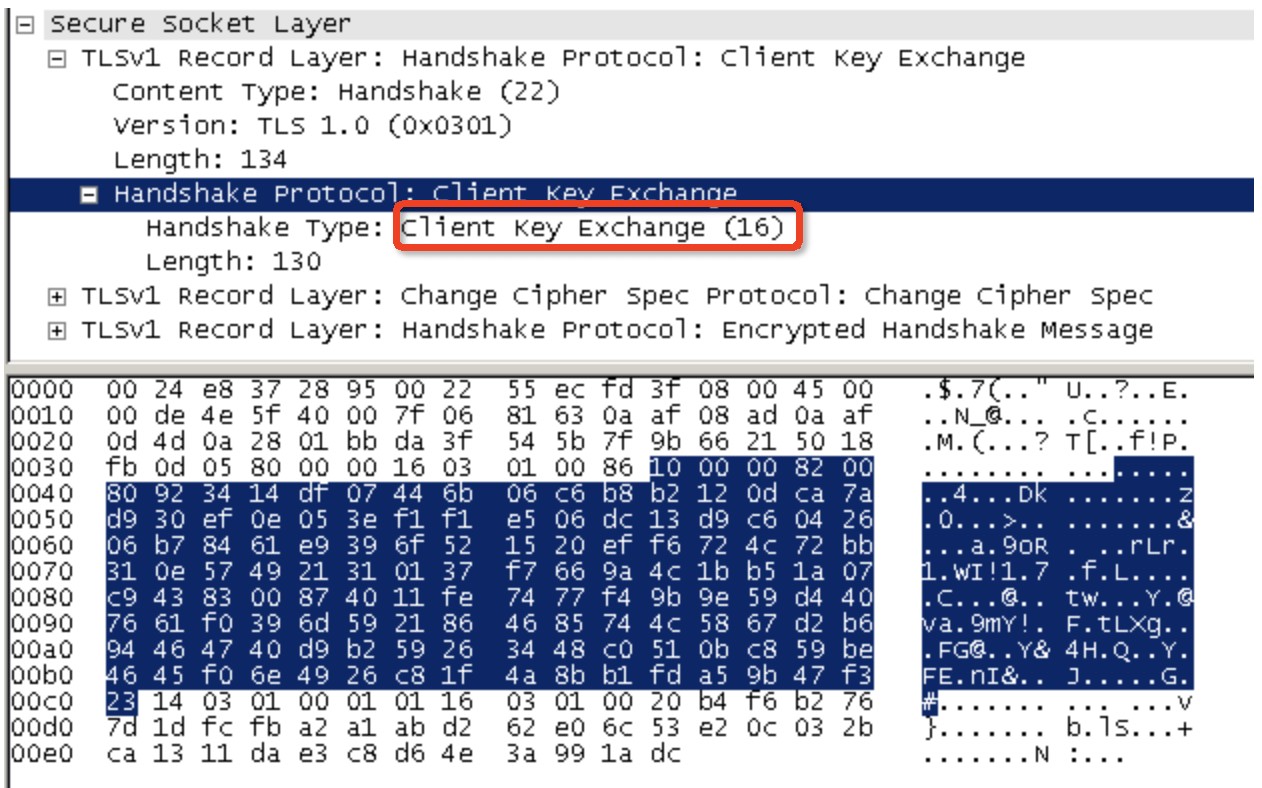 Secure Socket Layer
TLSv1 Record Layer: Handshake Protocol: Client Key Exchange
Content Type: Handshake (22)
Version: TLS 1.0 (0x0301)
Length: 134
Handshake Protocol: Client Key Exchange
Handshake Type: Client Key Exchange (16)
Length: 130
TLSv1 Record Layer: Change Cipher Spec Protocol: Change Cipher Spec
TLSv1 Record Layer: Handshake Protocol: Encrypted Handshake Message
0000 00 24 e8 37 28 95 00 22 55 ec fd 3f 08 00 45 00 .$.7(.." U..?..E.
0010 00 de 4e 5f 40 00 7f 06 81 63 0a af 08 ad 0a af ..N_@... .c......
0020 0d 4d 0a 28 01 bb da 3f 54 5b 7f 9b 66 21 50 18 .M.(...? T[..f!P.
0030 fb 0d 05 80 00 00 16 03 01 00 86 10 00 00 82 00 ........ ........
0040 80 92 34 14 df 07 44 6b 06 c6 b8 b2 12 0d ca 7a ..4...Dk .......z
0050 d9 30 ef 0e 05 3e f1 f1 e5 06 dc 13 d9 c6 04 26 .0...>.. .......&
0060 06 b7 84 61 e9 39 6f 52 15 20 ef f6 72 4c 72 bb ...a.9oR . ..rLr.
0070 31 0e 57 49 21 31 01 37 f7 66 9a 4c 1b b5 1a 07 1.WI!1.7 .f.L....
0080 c9 43 83 00 87 40 11 fe 74 77 f4 9b 9e 59 d4 40 .C...@.. tw...Y.@
0090 76 61 f0 39 6d 59 21 86 46 85 74 4c 58 67 d2 b6 va.9mY!. F.tLXg..
00a0 94 46 47 40 d9 b2 59 26 34 48 c0 51 0b c8 59 be .FG@..Y& 4H.Q..Y.
00b0 46 45 f0 6e 49 26 c8 1f 4a 8b b1 fd a5 9b 47 f3 FE.nI&.. J.....G.
00c0 23 14 03 01 00 01 01 16 03 01 00 20 b4 f6 b2 76 #....... ... ...v
00d0 7d 1d fc fb a2 a1 ab d2 62 e0 6c 53 e2 0c 03 2b }....... b.lS...+
00e0 ca 13 11 da e3 c8 d6 4e 3a 99 1a dc .......N :...